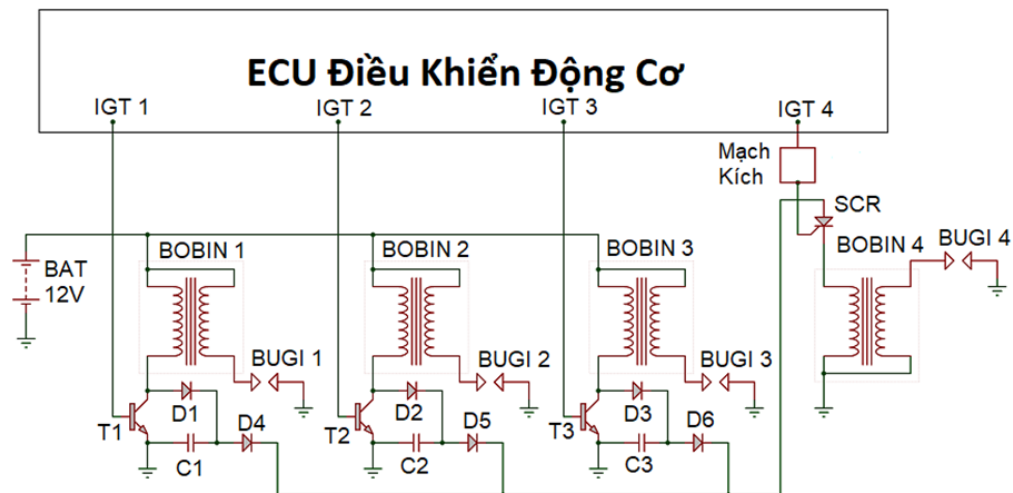 ECU Điều Khiển Động Cơ
IGT 1
IGT 2
IGT 3
IGT 4
Mạch
Kích
SCR
BOBIN 1
BOBIN 2
BOBIN 3
BOBIN 4
BUGI 4
BAT
12V
BUGI 1
BUGI 2
BUGI 3
D1
D2
D3
T1
D4
T2
D5
T3
D6
C1
C2
C3